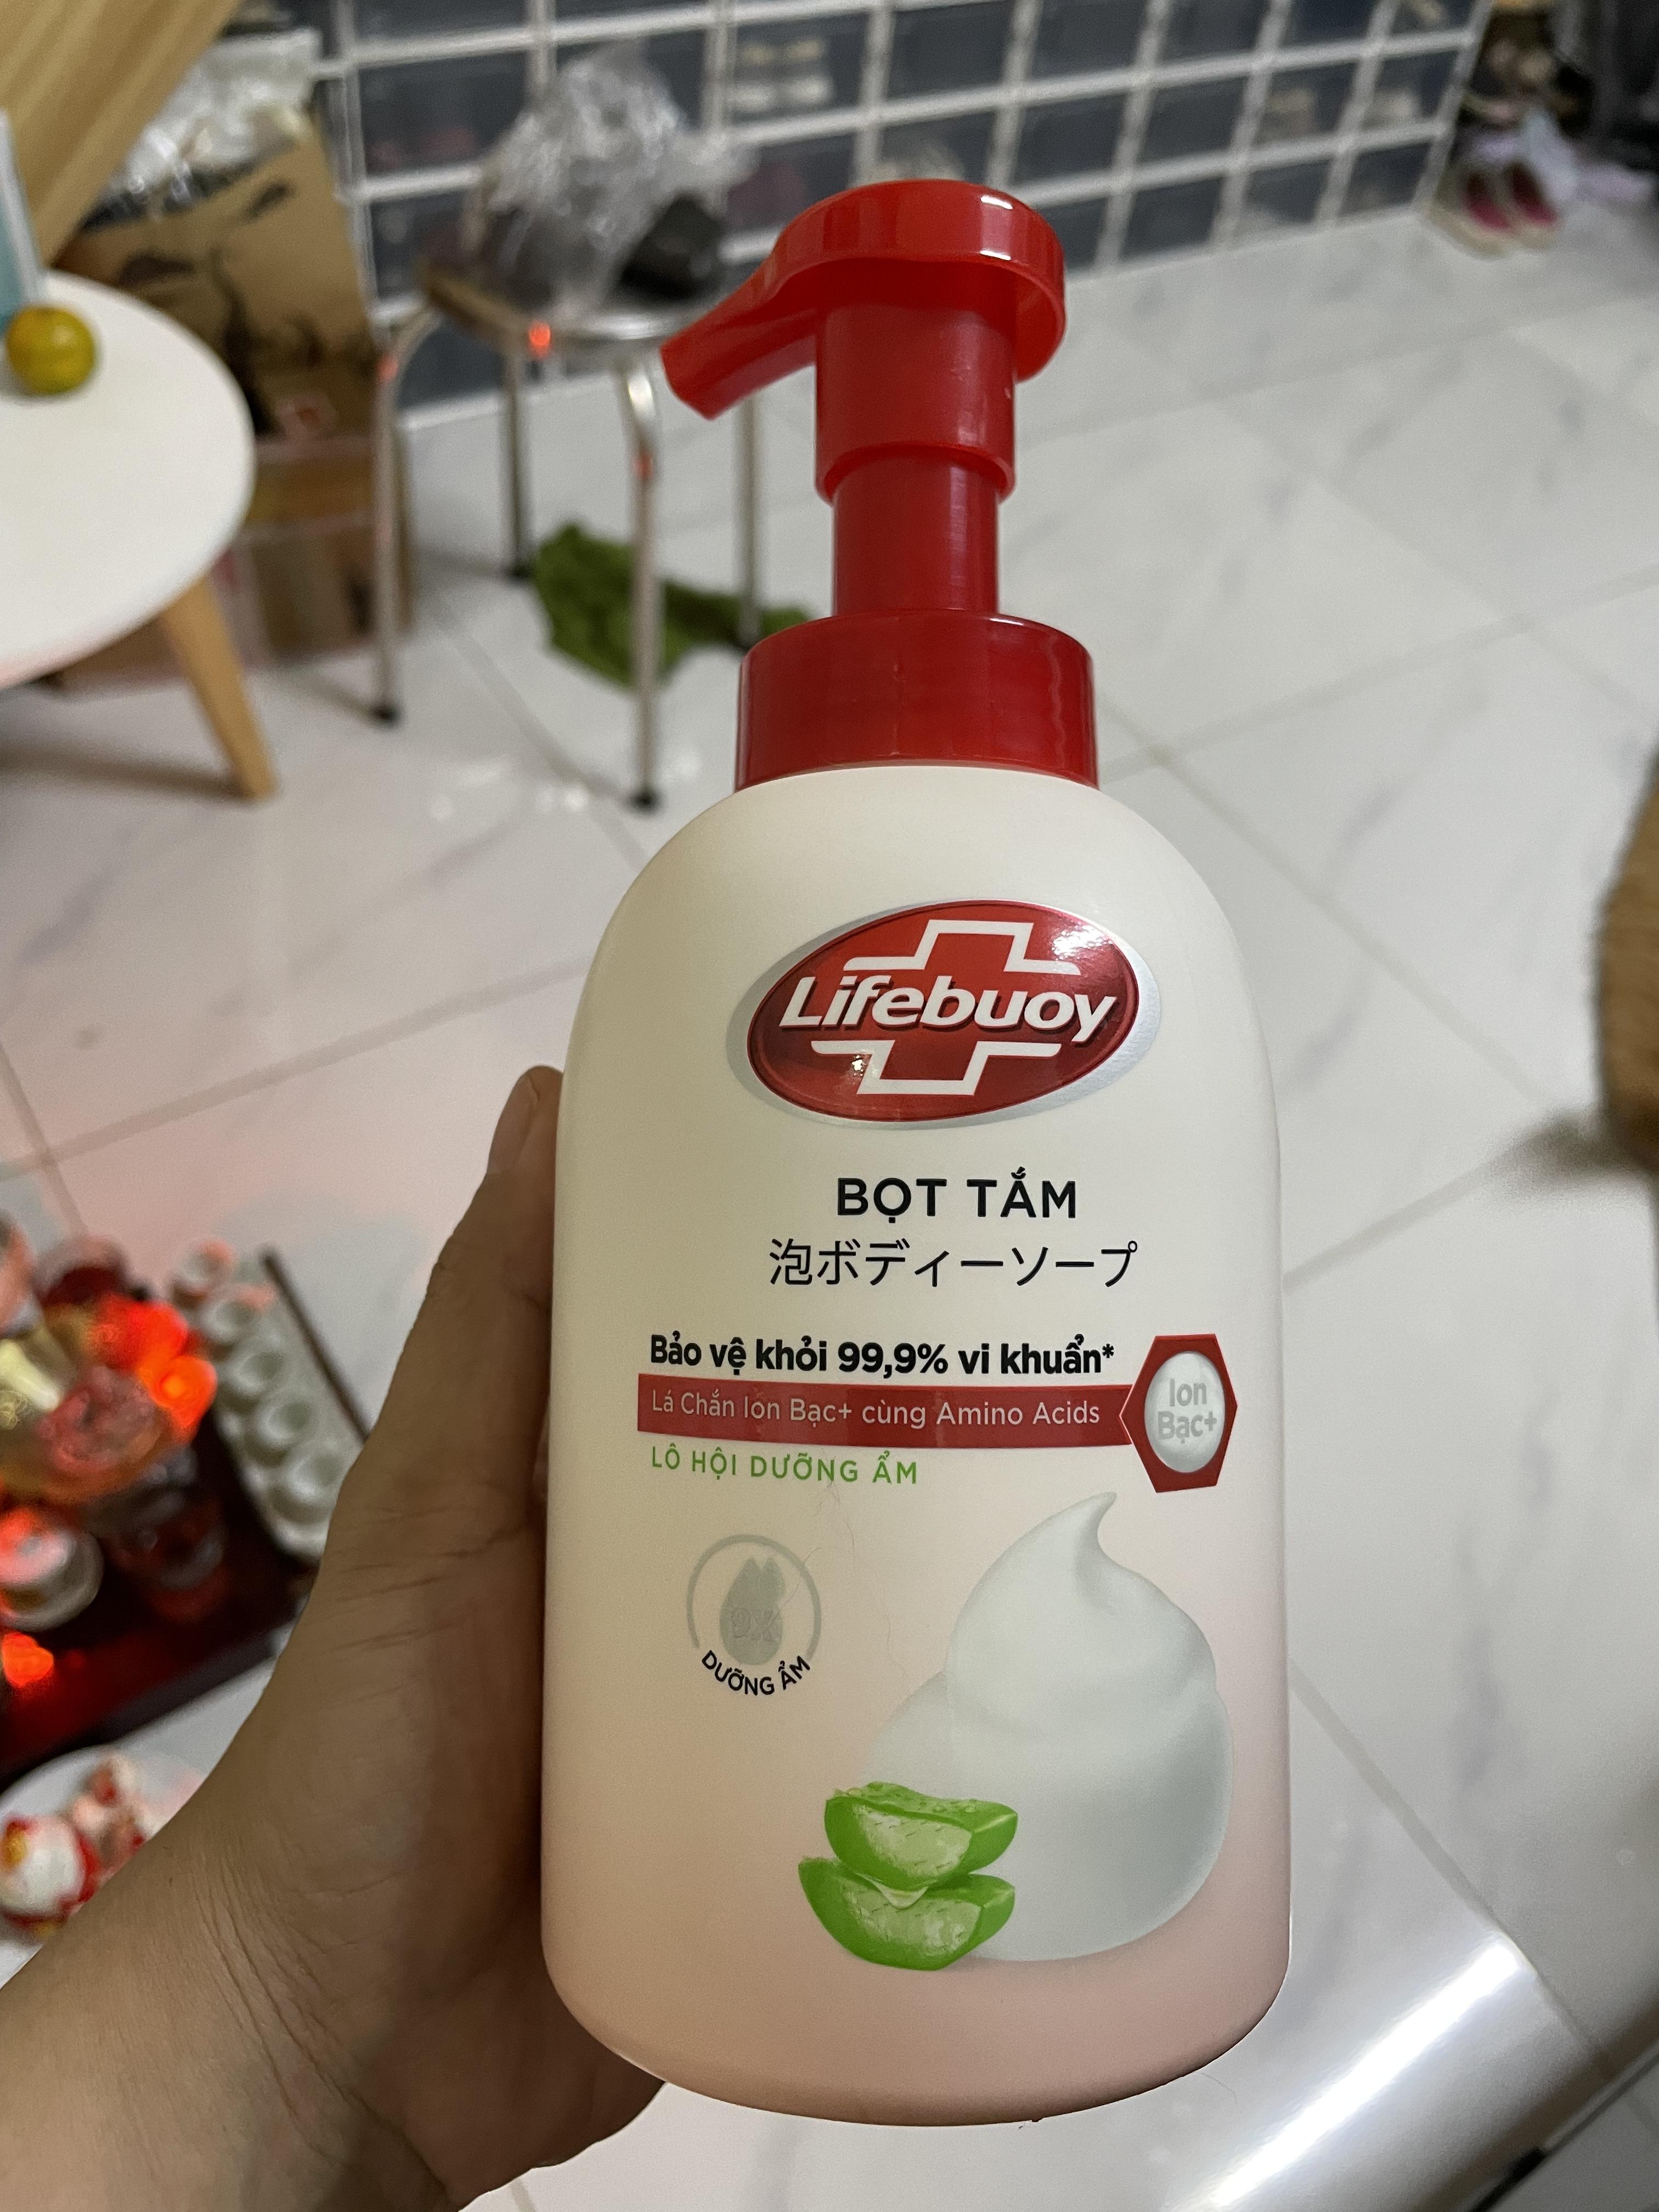 Lifebuoy
BỌT TẮM
泡ボディーソープ
Bảo vệ khỏi 99,9% vi khuẩn*
Lá Chắn Ion Bạc+ cùng Amino Acids
Ion
Bạc+
LÔ HỘI DƯỠNG ẨM
DƯỠNG ẨM